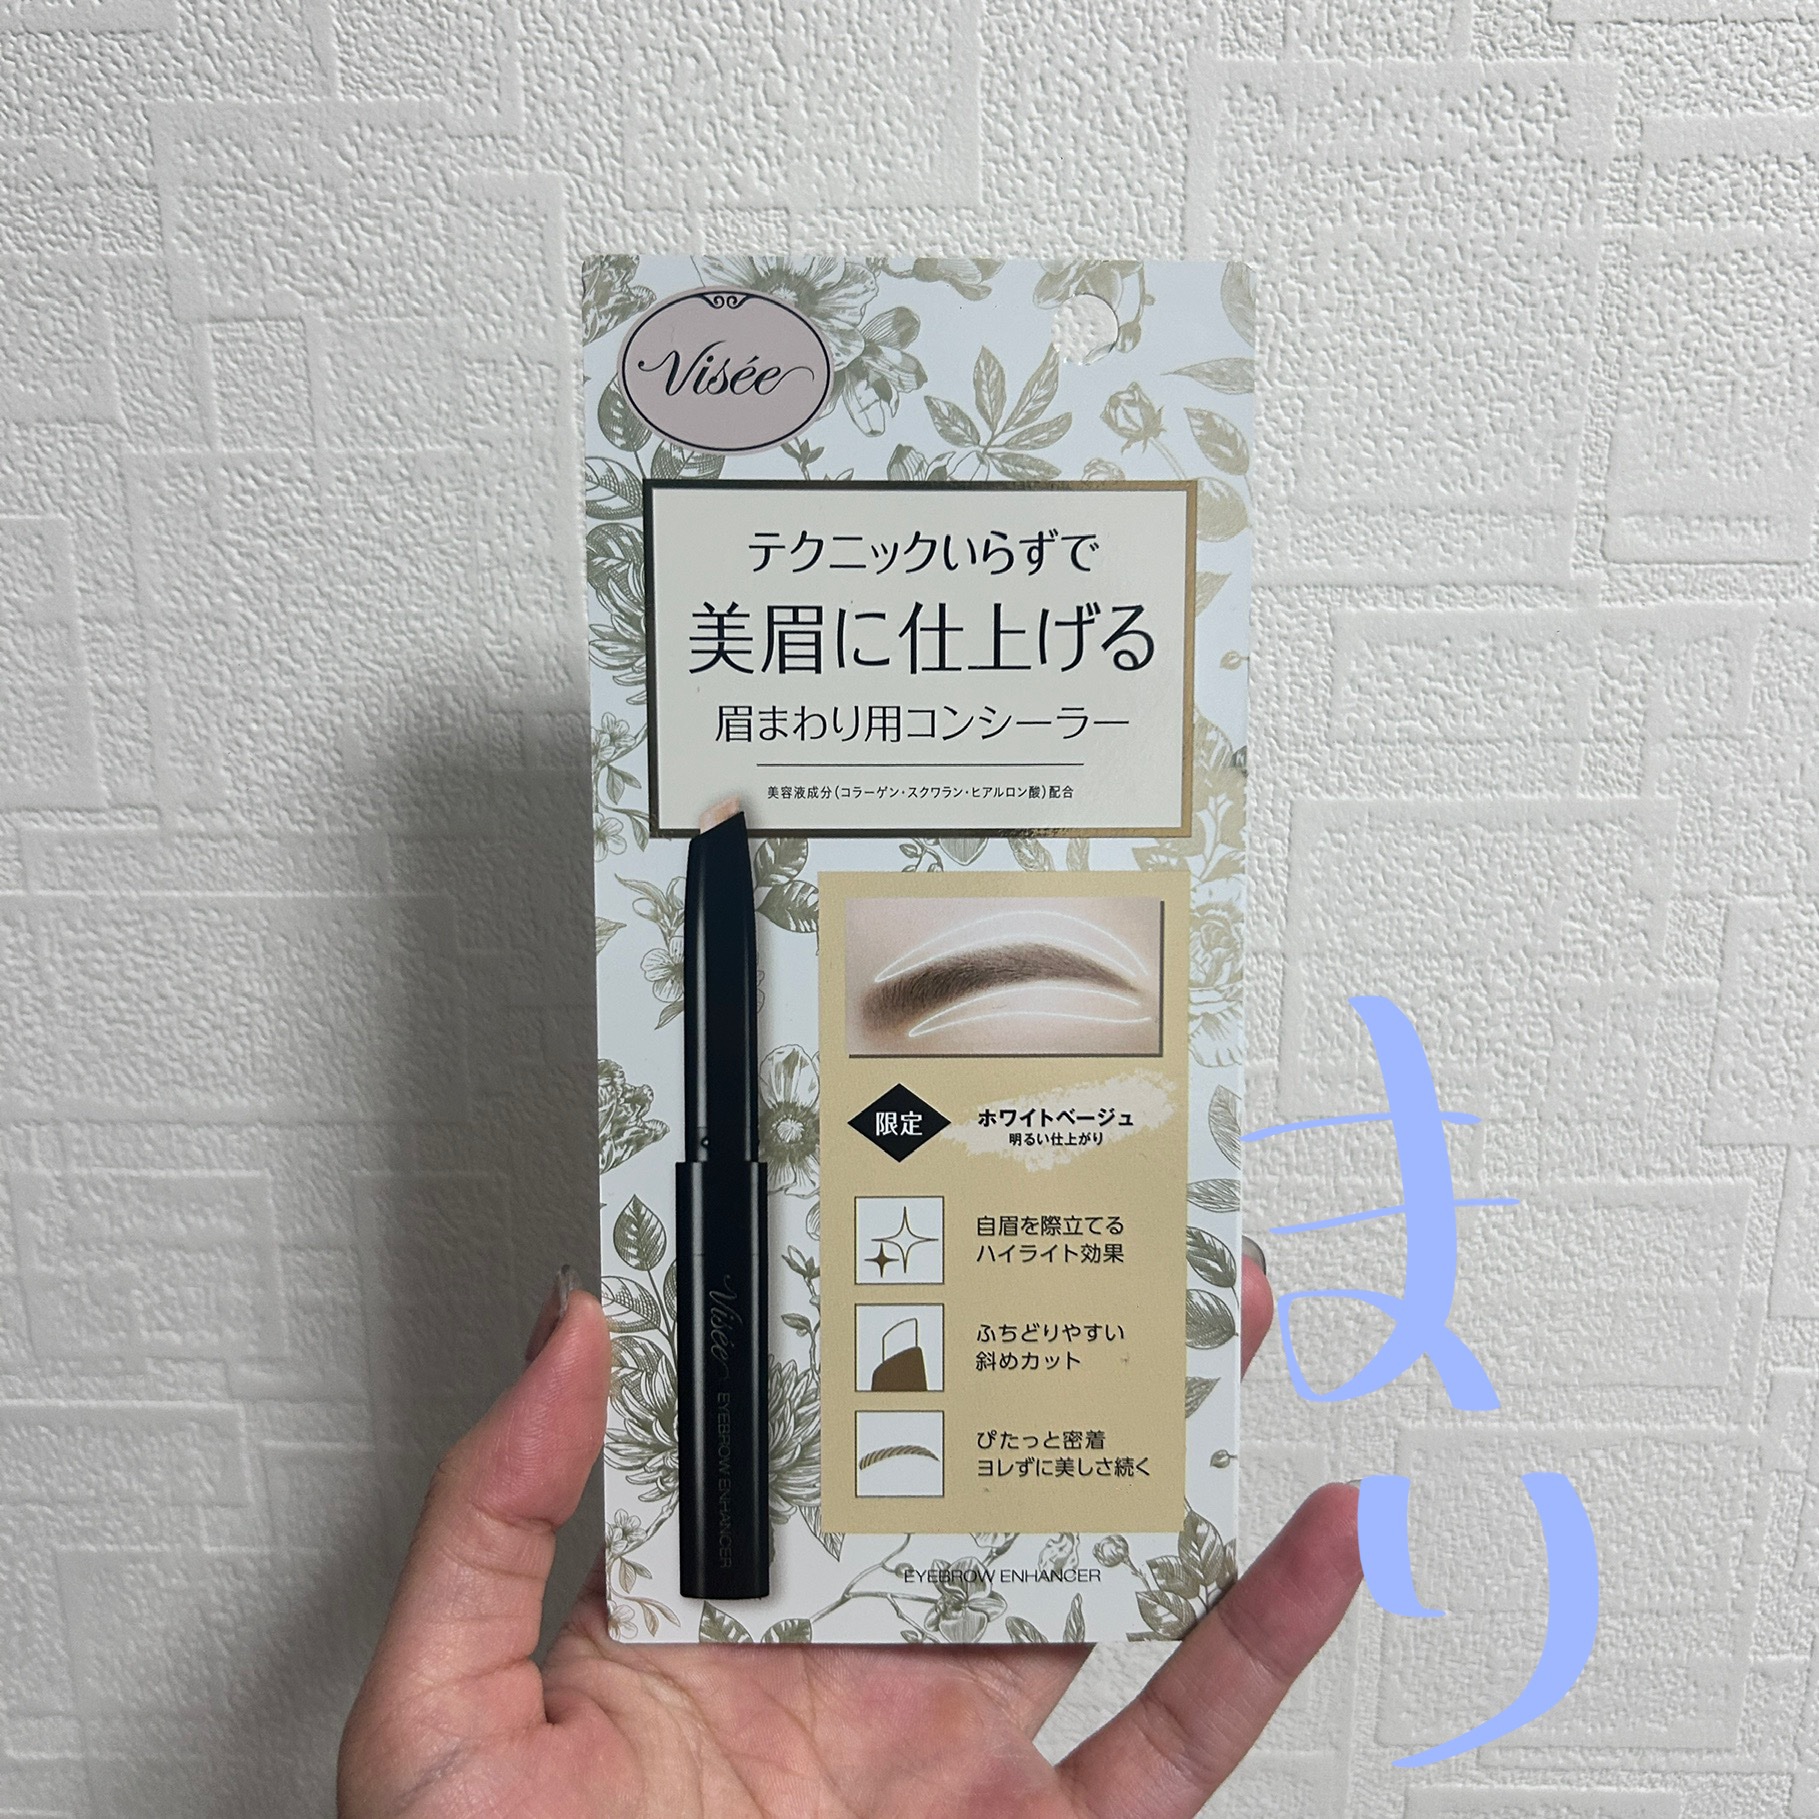 Visée
テクニックいらずで
美眉に仕上げる
眉まわり用コンシーラー
美容液成分(コラーゲン・スクワラン・ヒアルロン酸)配合
限定
ホワイトベージュ
明るい仕上がり
自眉を際立てる
ハイライト効果
ふちどりやすい
斜めカット
ぴたっと密着
ヨレずに美しさ続く
Visée EYEBROW ENHANCER
EYEBROW ENHANCER
まり